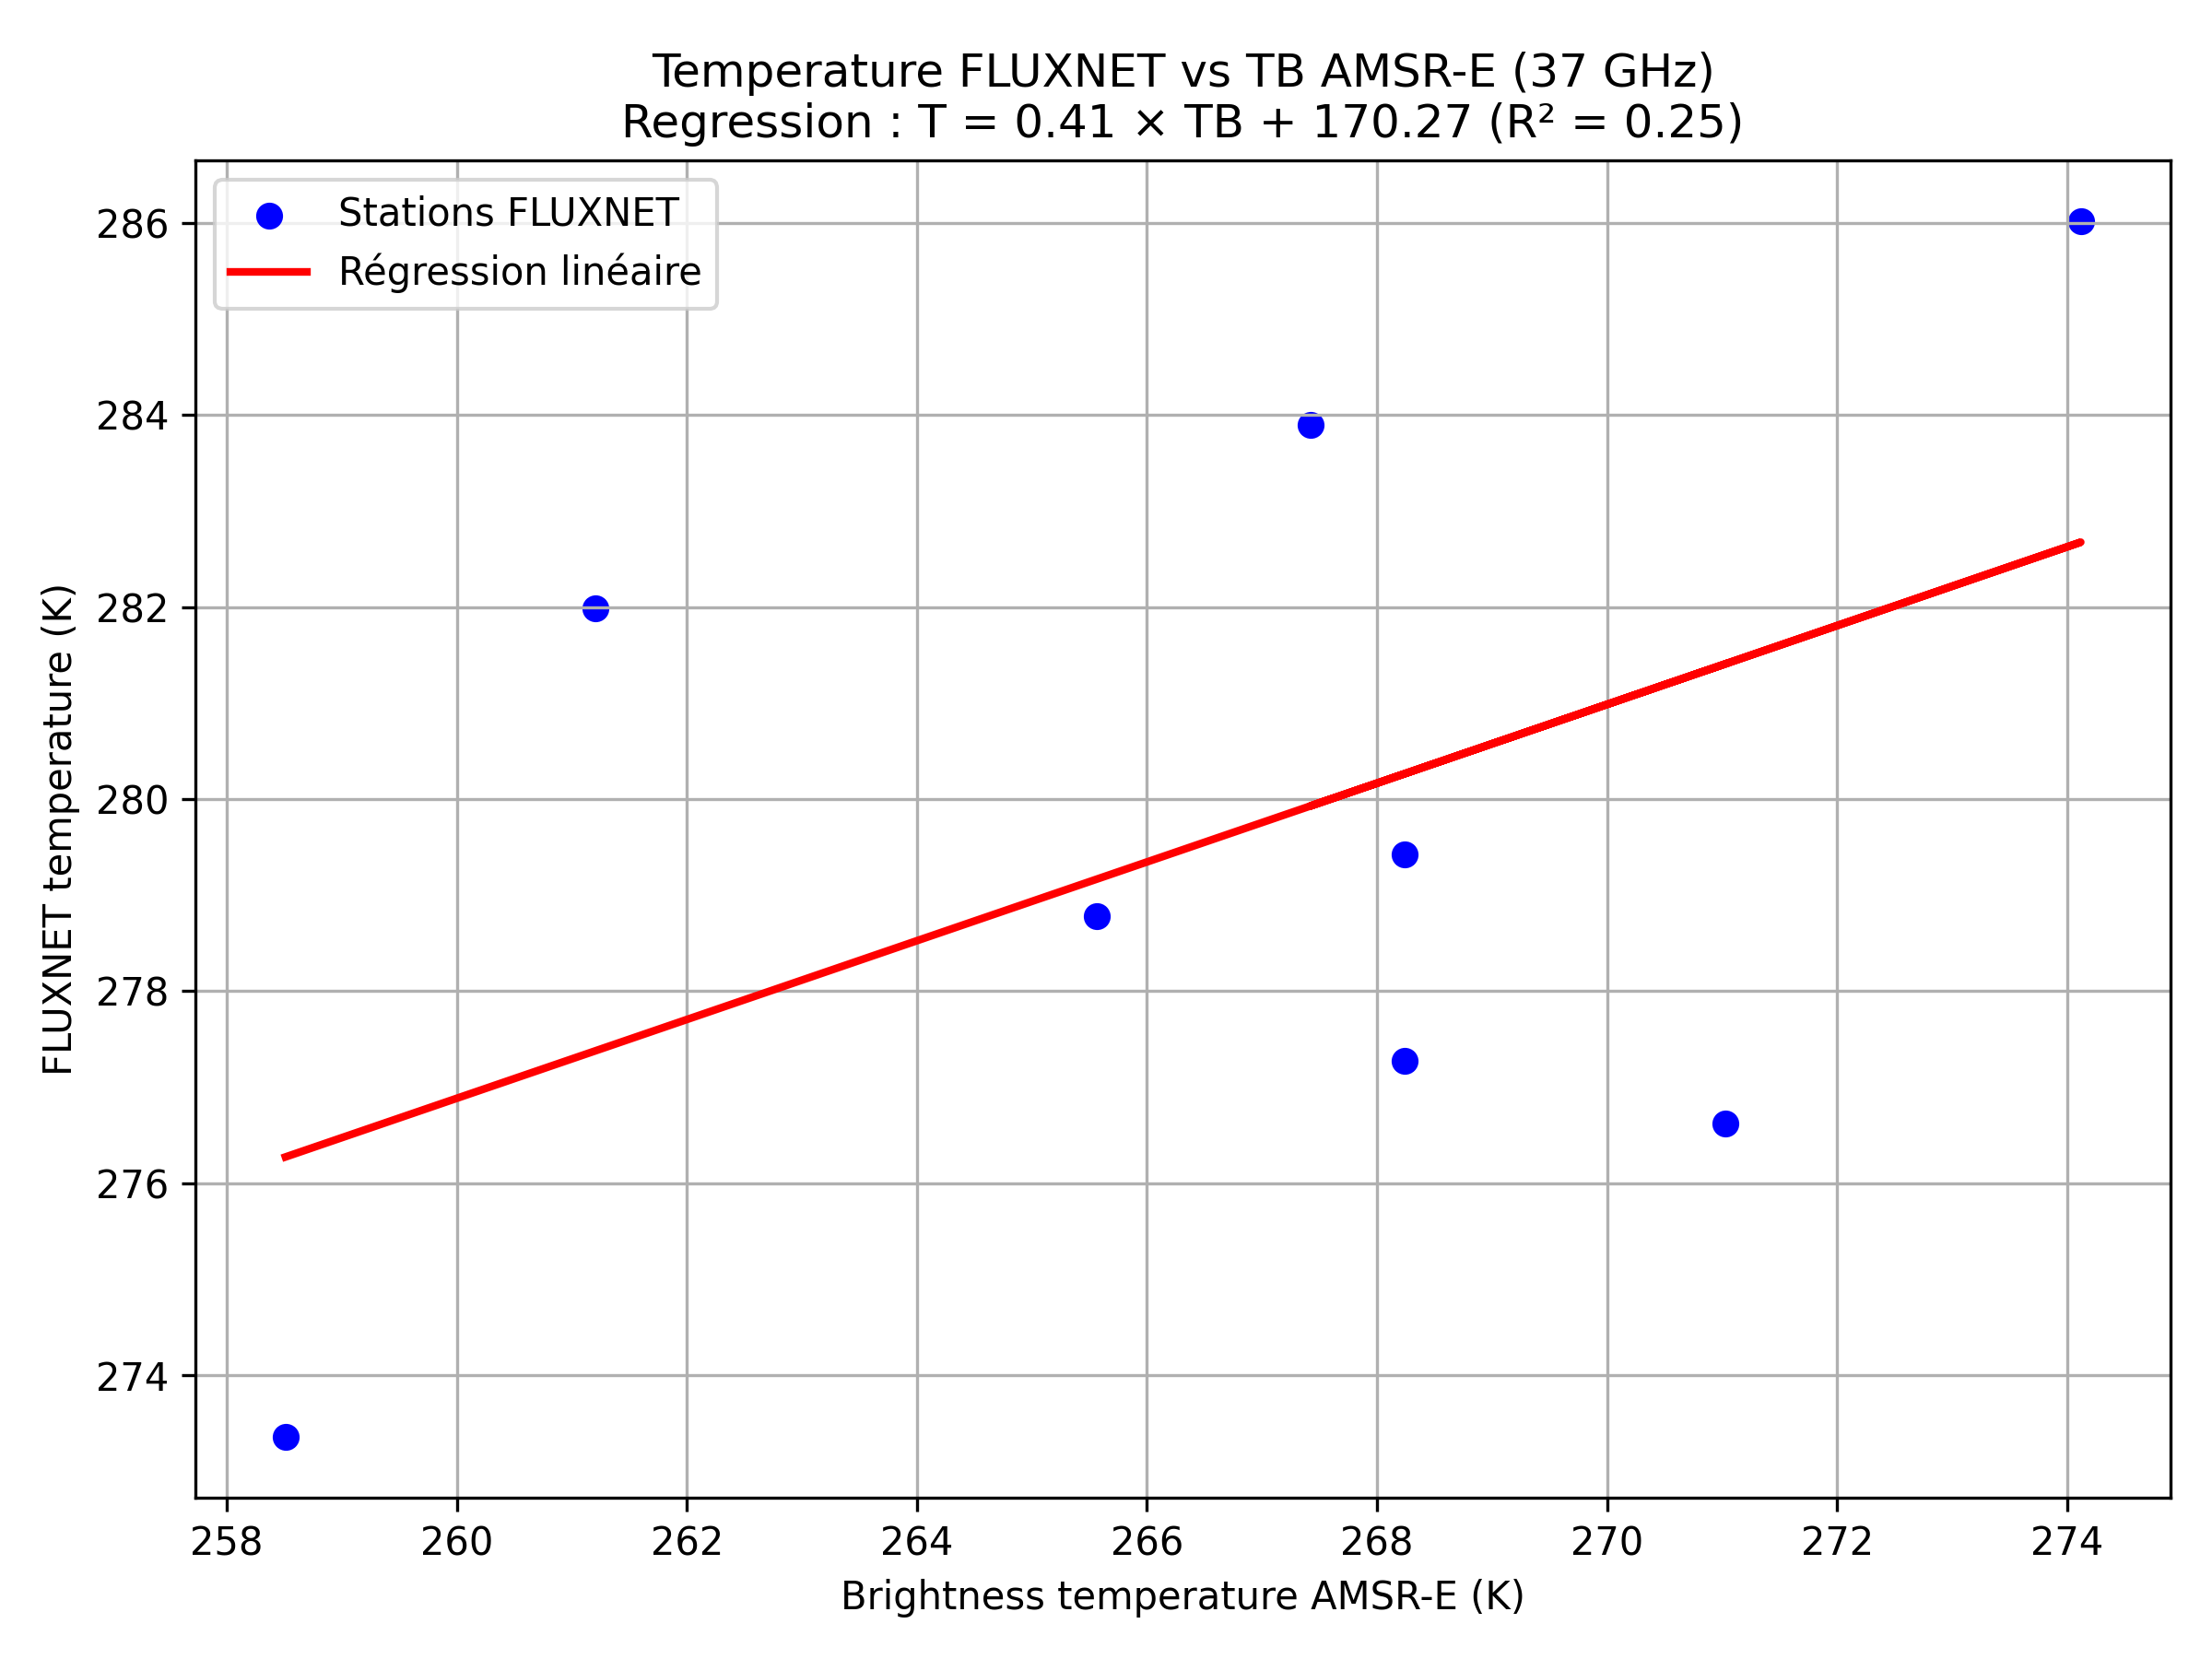 Temperature FLUXNET vs TB AMSR-E (37 GHz)
Regression : T = 0.41 × TB + 170.27 (R² = 0.25)
Stations FLUXNET
Régression linéaire
286
284
282
280
278
276
274
FLUXNET temperature (K)
258 260 262 264 266 268 270 272 274
Brightness temperature AMSR-E (K)